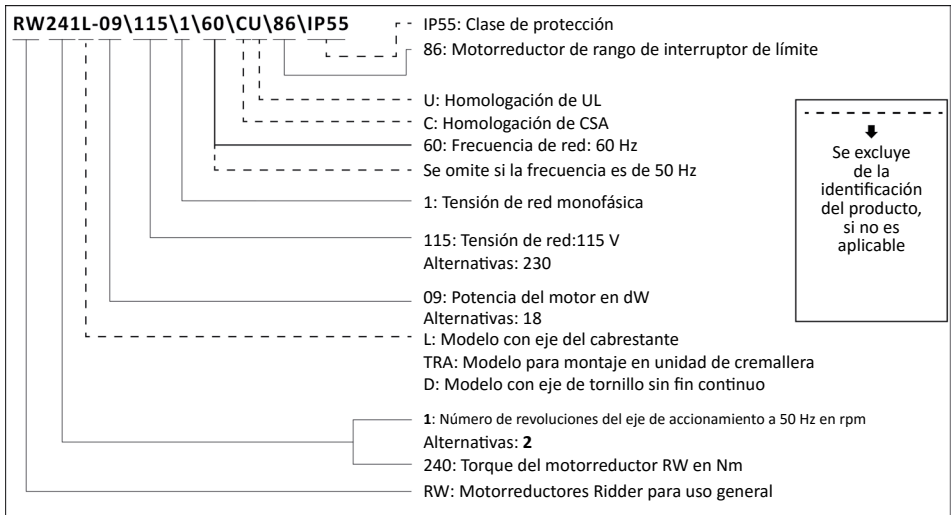 RW241L-09\115\1\60\CU\86\IP55
IP55: Clase de protección
86: Motorreductor de rango de interruptor de límite
U: Homologación de UL
C: Homologación de CSA
60: Frecuencia de red: 60 Hz
Se omite si la frecuencia es de 50 Hz
1: Tensión de red monofásica
115: Tensión de red:115 V
Alternativas: 230
09: Potencia del motor en dW
Alternativas: 18
L: Modelo con eje del cabrestante
TRA: Modelo para montaje en unidad de cremallera
D: Modelo con eje de tornillo sin fin continuo
1: Número de revoluciones del eje de accionamiento a 50 Hz en rpm
Alternativas: 2
240: Torque del motorreductor RW en Nm
RW: Motorreductores Ridder para uso general
Se excluye
de la
identificación
del producto,
si no es
aplicable